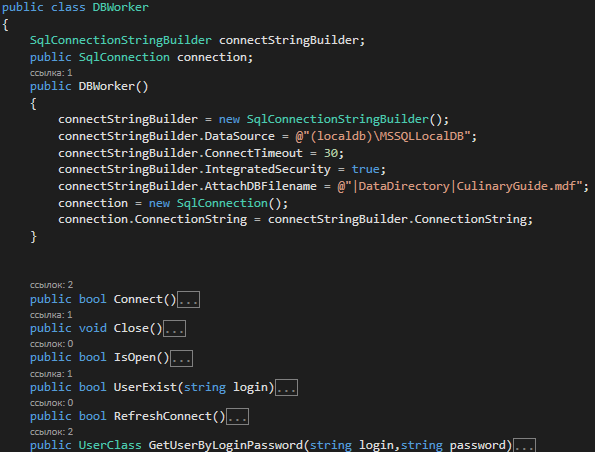 public class DBWorker
{
SqlConnectionStringBuilder connectStringBuilder;
public SqlConnection connection;
ссылка: 1
public DBWorker()
{
connectStringBuilder = new SqlConnectionStringBuilder();
connectStringBuilder.DataSource = @"(localdb)\MSSQLLocalDB";
connectStringBuilder.ConnectTimeout = 30;
connectStringBuilder.IntegratedSecurity = true;
connectStringBuilder.AttachDBFilename = @"|DataDirectory|CulinaryGuide.mdf";
connection = new SqlConnection();
connection.ConnectionString = connectStringBuilder.ConnectionString;
}
ссылок: 2
public bool Connect()...
ссылка: 1
public void Close()...
ссылок: 0
public bool IsOpen()...
ссылка: 1
public bool UserExist(string login)...
ссылок: 0
public bool RefreshConnect()...
ссылок: 2
public UserClass GetUserByLoginPassword(string login,string password)...